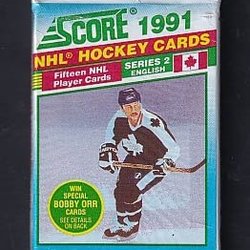 SCORE 1991
NHL HOCKEY CARDS
Fifteen NHL
Player Cards
SERIES 2
ENGLISH
WIN
SPECIAL
BOBBY ORR
CARDS
SEE DETAILS
ON BACK